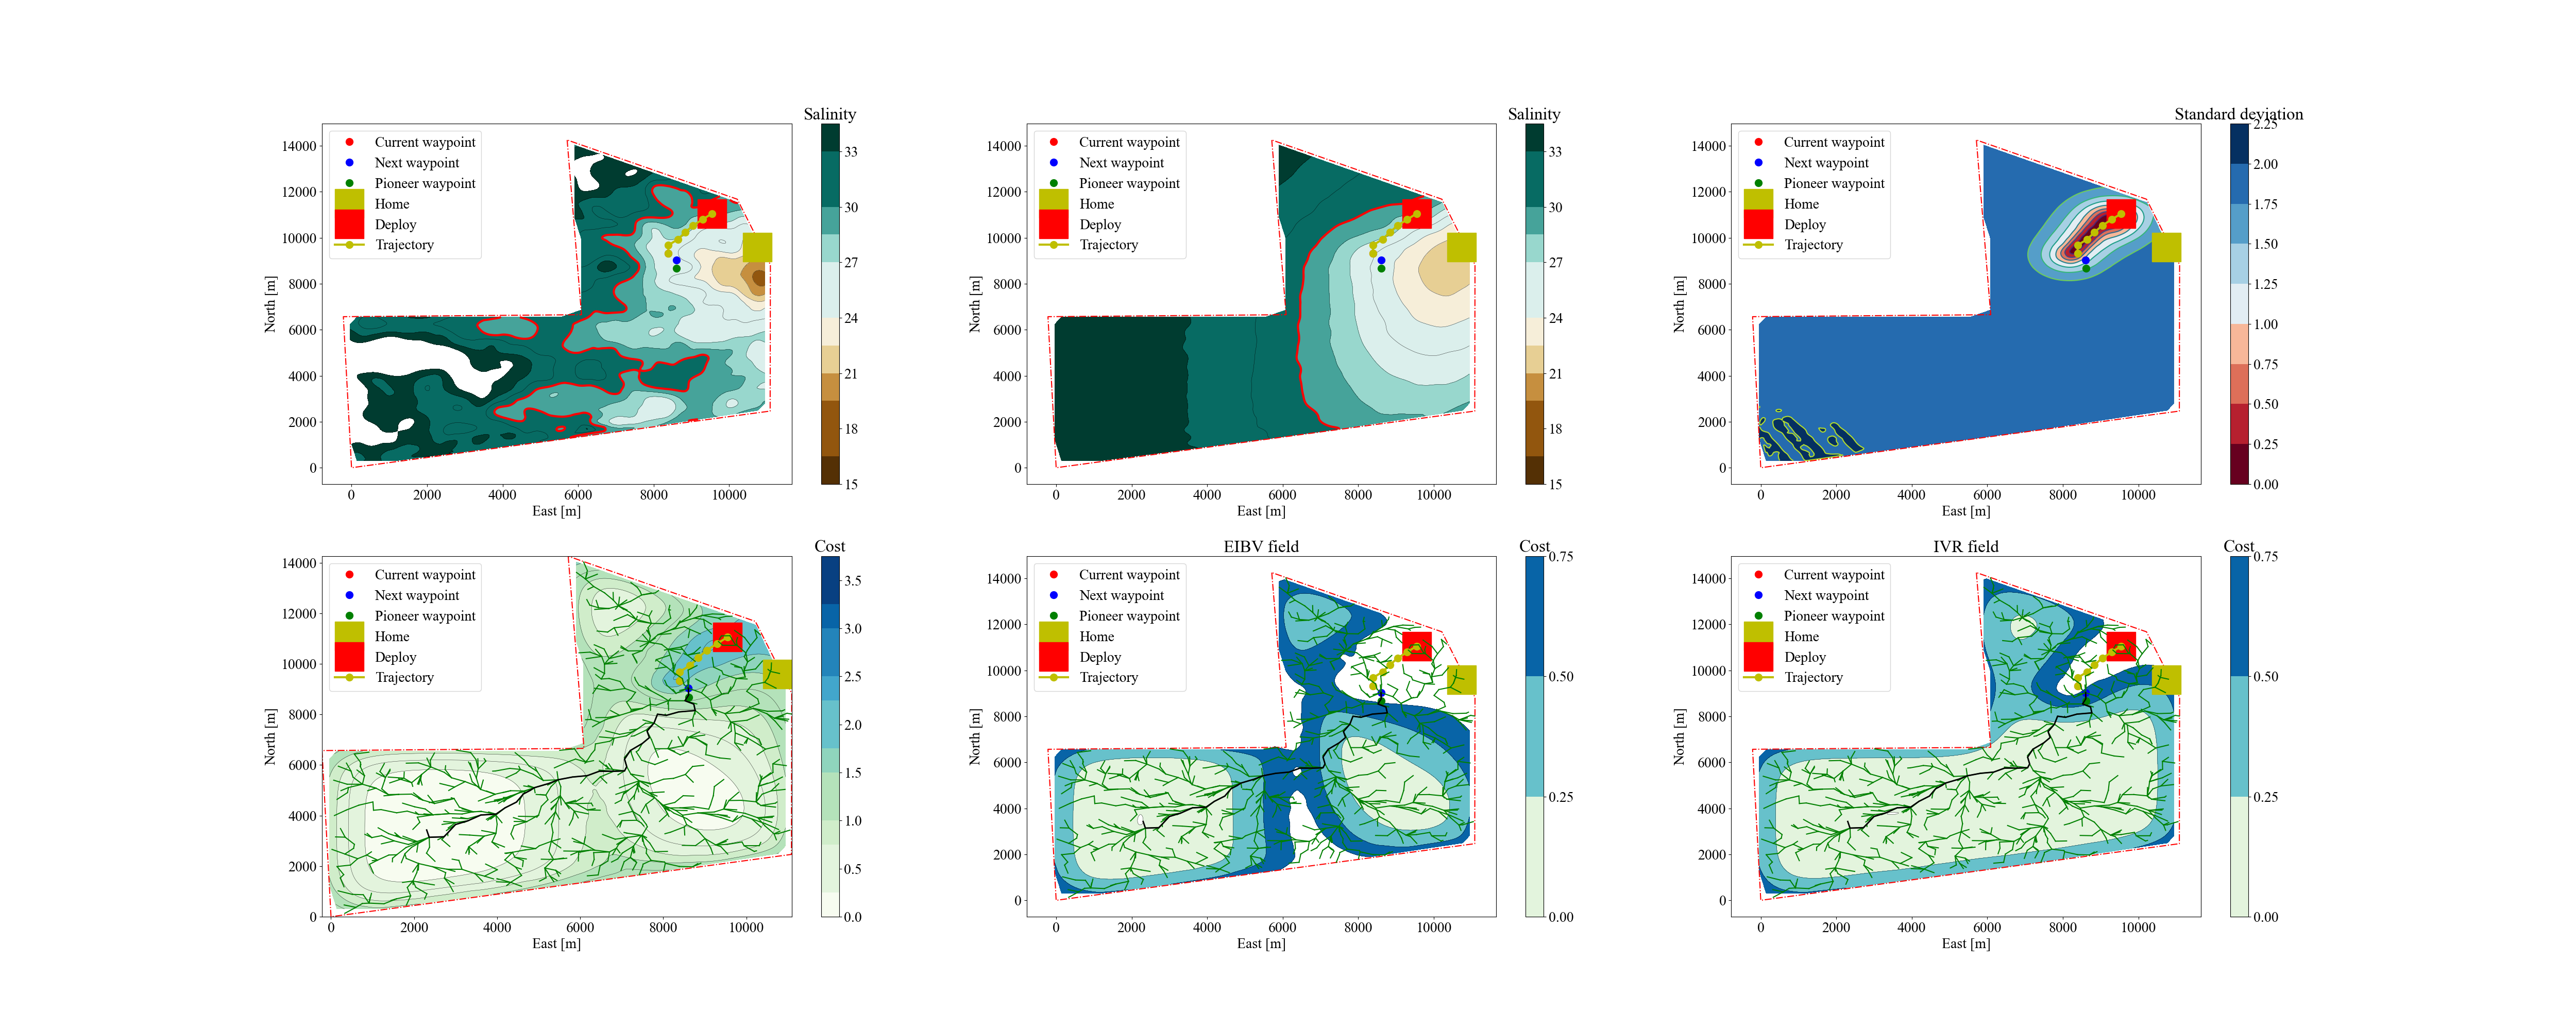 Salinity
Current waypoint
Next waypoint
Pioneer waypoint
Home
Deploy
Trajectory
14000
12000
10000
8000
6000
4000
2000
0
North [m]
0 2000 4000 6000 8000 10000
East [m]
33
30
27
24
21
18
15
Salinity
Current waypoint
Next waypoint
Pioneer waypoint
Home
Deploy
Trajectory
14000
12000
10000
8000
6000
4000
2000
0
North [m]
0 2000 4000 6000 8000 10000
East [m]
33
30
27
24
21
18
15
Standard deviation
Current waypoint
Next waypoint
Pioneer waypoint
Home
Deploy
Trajectory
14000
12000
10000
8000
6000
4000
2000
0
North [m]
0 2000 4000 6000 8000 10000
East [m]
2.25
2.00
1.75
1.50
1.25
1.00
0.75
0.50
0.25
0.00
Cost
Current waypoint
Next waypoint
Pioneer waypoint
Home
Deploy
Trajectory
14000
12000
10000
8000
6000
4000
2000
0
North [m]
0 2000 4000 6000 8000 10000
East [m]
3.5
3.0
2.5
2.0
1.5
1.0
0.5
0.0
EIBV field
Cost
Current waypoint
Next waypoint
Pioneer waypoint
Home
Deploy
Trajectory
14000
12000
10000
8000
6000
4000
2000
0
North [m]
0 2000 4000 6000 8000 10000
East [m]
0.75
0.50
0.25
0.00
IVR field
Cost
Current waypoint
Next waypoint
Pioneer waypoint
Home
Deploy
Trajectory
14000
12000
10000
8000
6000
4000
2000
0
North [m]
0 2000 4000 6000 8000 10000
East [m]
0.75
0.50
0.25
0.00